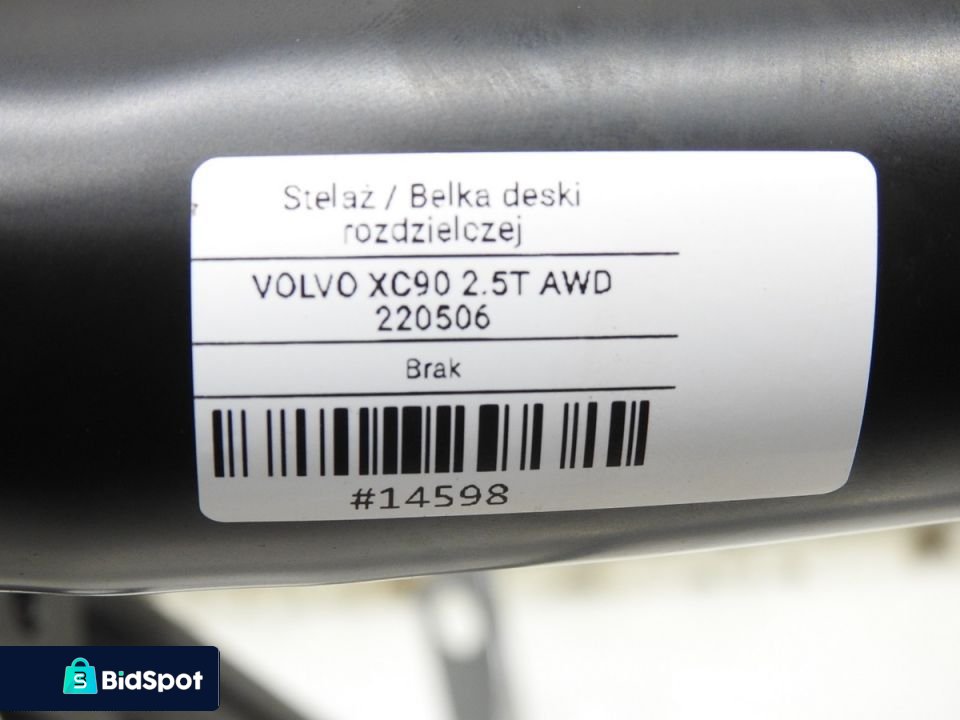 Stelaż / Belka deski
rozdzielczej
VOLVO XC90 2.5T AWD
220506
Brak
#14598
BidSpot